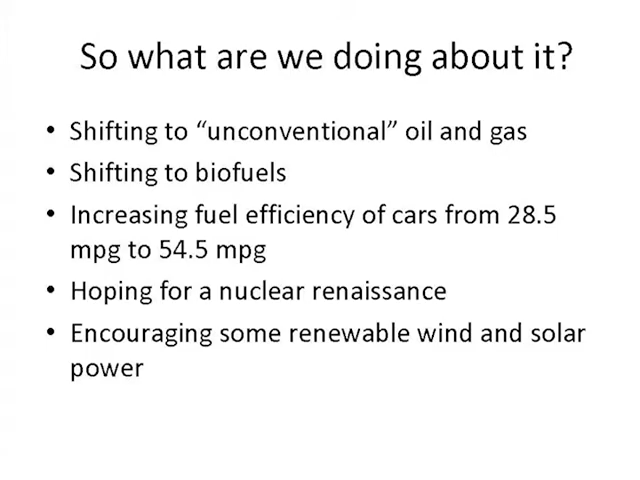 So what are we doing about it?
• Shifting to “unconventional” oil and gas
• Shifting to biofuels
• Increasing fuel efficiency of cars from 28.5
mpg to 54.5 mpg
• Hoping for a nuclear renaissance
• Encouraging some renewable wind and solar
power